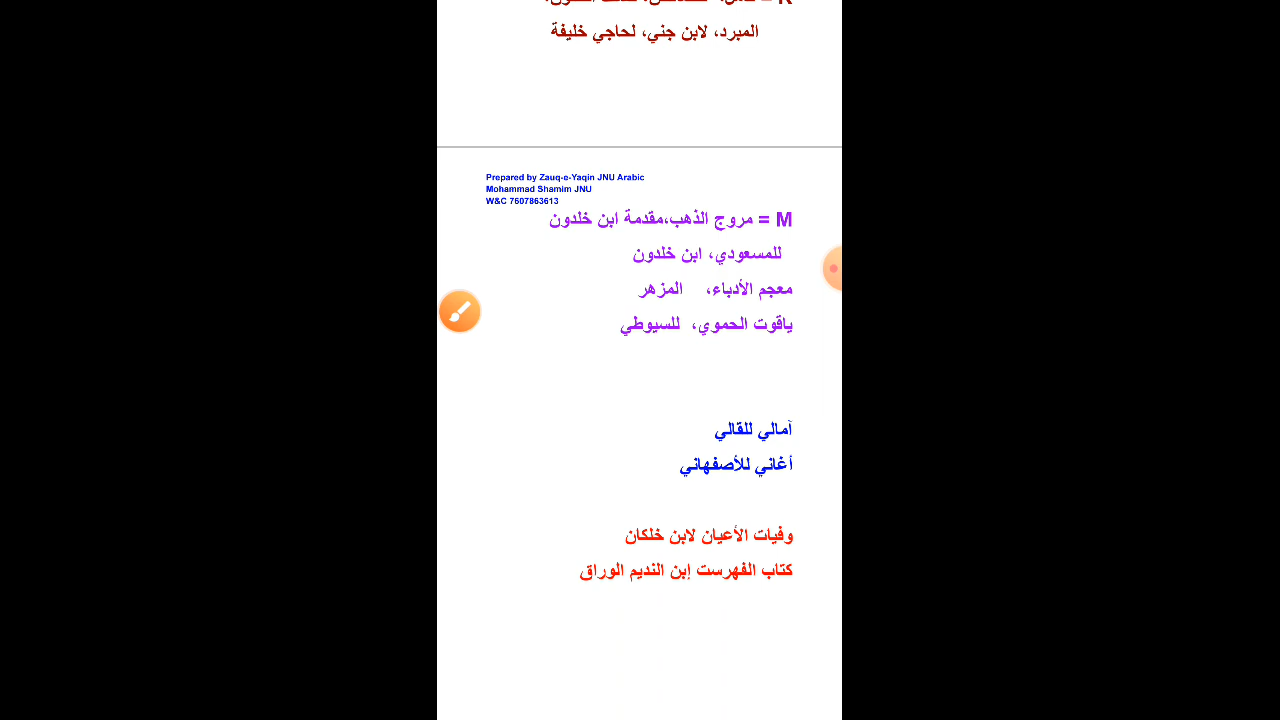 المبرد، لابن جني، لحاجي خليفة
Prepared by Zauq-e-Yaqin JNU Arabic
Mohammad Shamim JNU
W&C 7607863613
M = مروج الذهب،مقدمة ابن خلدون
للمسعودي، ابن خلدون
معجم الأدباء، المزهر
ياقوت الحموي، للسيوطي
آمالي للقالي
أغاني للأصفهاني
وفيات الأعيان لابن خلكان
كتاب الفهرست إبن النديم الوراق